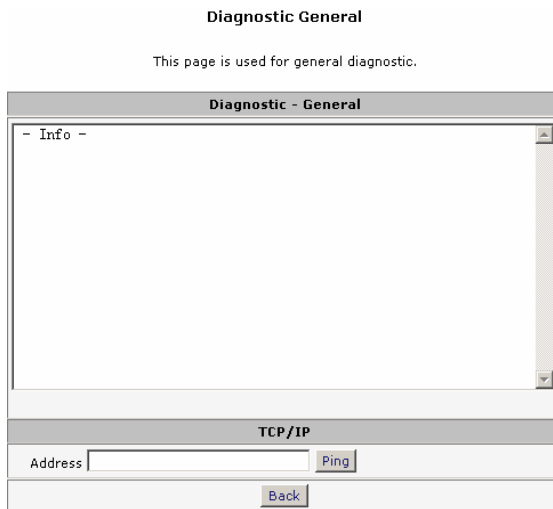 Diagnostic General
This page is used for general diagnostic.
Diagnostic - General
- Info -
TCP/IP
Address Ping
Back